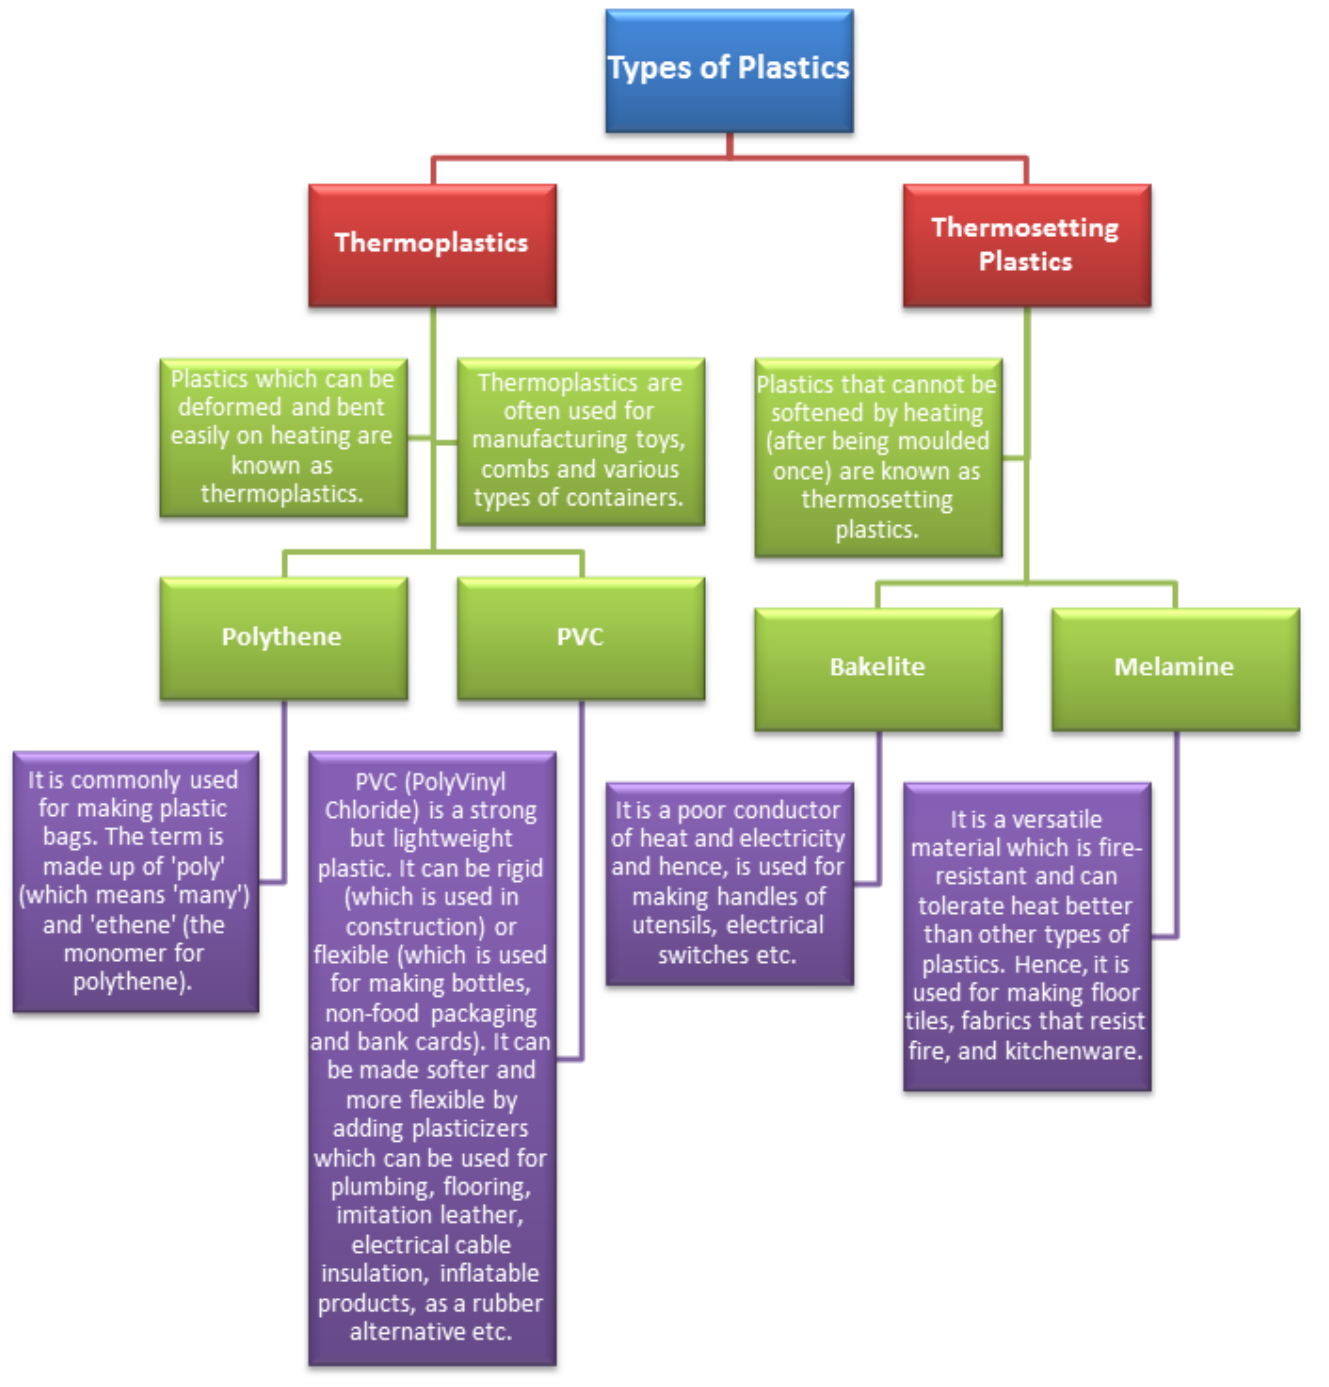 Types of Plastics
Thermoplastics
Thermosetting
Plastics
Plastics which can be
deformed and bent
easily on heating are
known as
thermoplastics.
Thermoplastics are
often used for
manufacturing toys,
combs and various
types of containers.
Plastics that cannot be
softened by heating
(after being moulded
once) are known as
thermosetting
plastics.
Polythene
PVC
Bakelite
Melamine
It is commonly used
for making plastic
bags. The term is
made up of 'poly'
(which means 'many')
and 'ethene' (the
monomer for
polythene).
PVC (PolyVinyl
Chloride) is a strong
but lightweight
plastic. It can be rigid
(which is used in
construction) or
flexible (which is used
for making bottles,
non-food packaging
and bank cards). It can
be made softer and
more flexible by
adding plasticizers
which can be used for
plumbing, flooring,
imitation leather,
electrical cable
insulation, inflatable
products, as a rubber
alternative etc.
It is a poor conductor
of heat and electricity
and hence, is used for
making handles of
utensils, electrical
switches etc.
It is a versatile
material which is fire-
resistant and can
tolerate heat better
than other types of
plastics. Hence, it is
used for making floor
tiles, fabrics that resist
fire, and kitchenware.